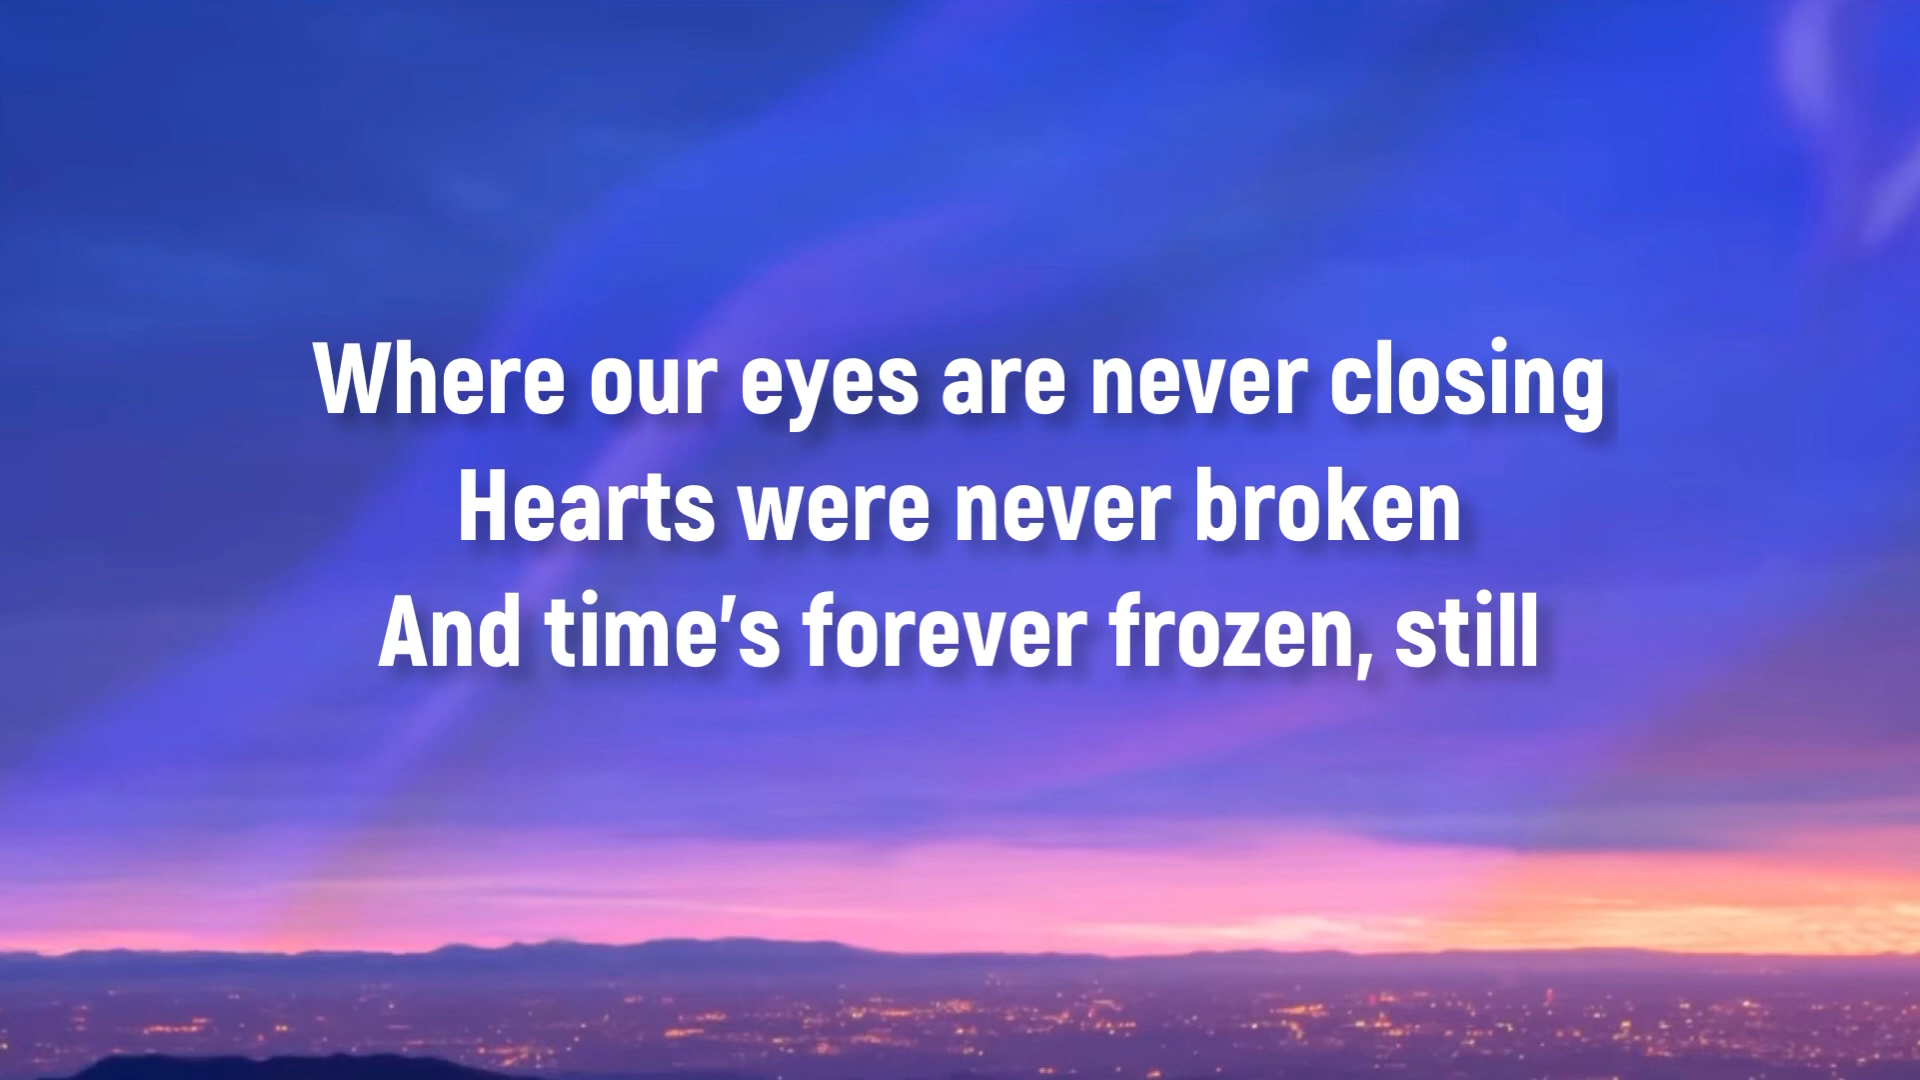 Where our eyes are never closing
Hearts were never broken
And time's forever frozen, still